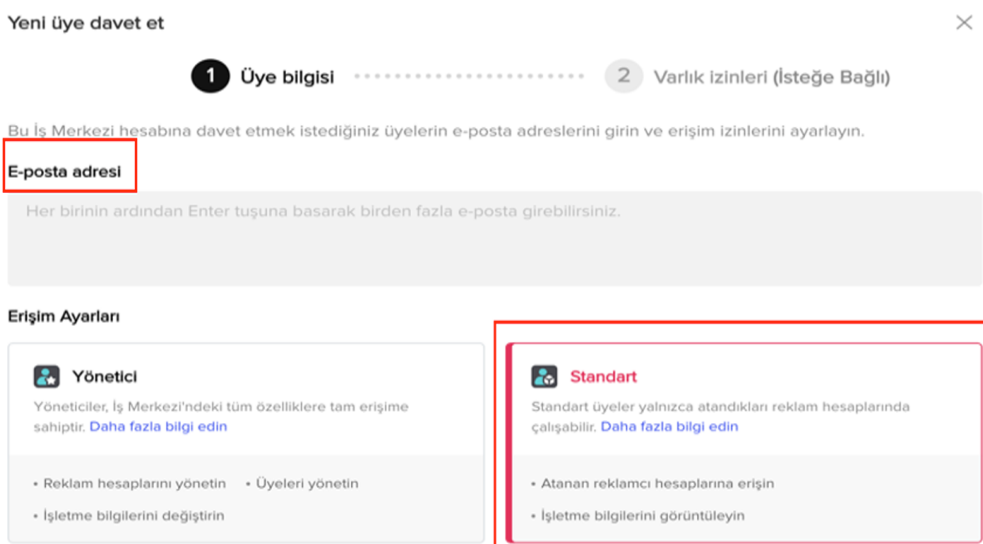 Yeni üye davet et
1 Üye bilgisi 2 Varlık izinleri (İsteğe Bağlı)
Bu İş Merkezi hesabına davet etmek istediğiniz üyelerin e-posta adreslerini girin ve erişim izinlerini ayarlayın.
E-posta adresi
Her birinin ardından Enter tuşuna basarak birden fazla e-posta girebilirsiniz.
Erişim Ayarları
Yönetici
Yöneticiler, İş Merkezi'ndeki tüm özelliklere tam erişime
sahiptir. Daha fazla bilgi edin
• Reklam hesaplarını yönetin • Üyeleri yönetin
• İşletme bilgilerini değiştirin
Standart
Standart üyeler yalnızca atandıkları reklam hesaplarında
çalışabilir. Daha fazla bilgi edin
• Atanan reklamcı hesaplarına erişin
• İşletme bilgilerini görüntüleyin